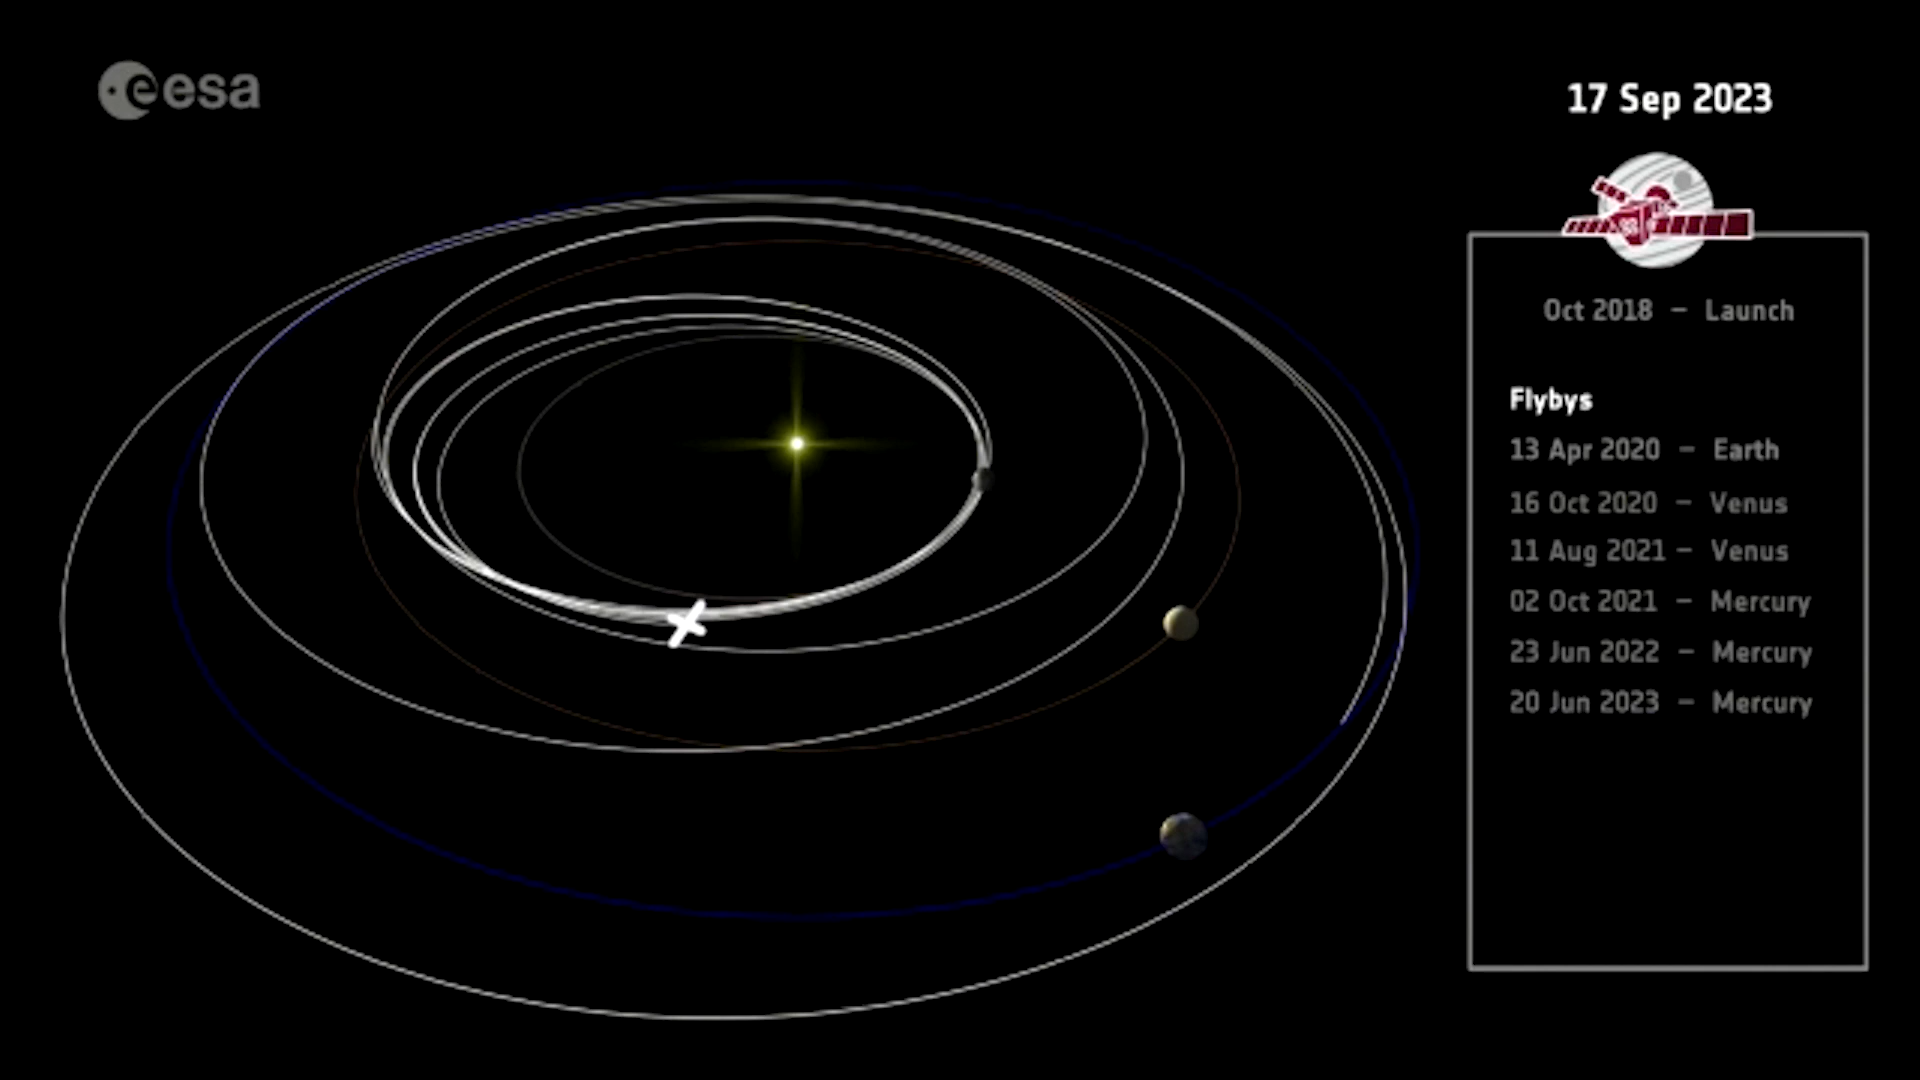 esa
17 Sep 2023
Oct 2018 – Launch
Flybys
13 Apr 2020 – Earth
16 Oct 2020 – Venus
11 Aug 2021 – Venus
02 Oct 2021 – Mercury
23 Jun 2022 – Mercury
20 Jun 2023 – Mercury